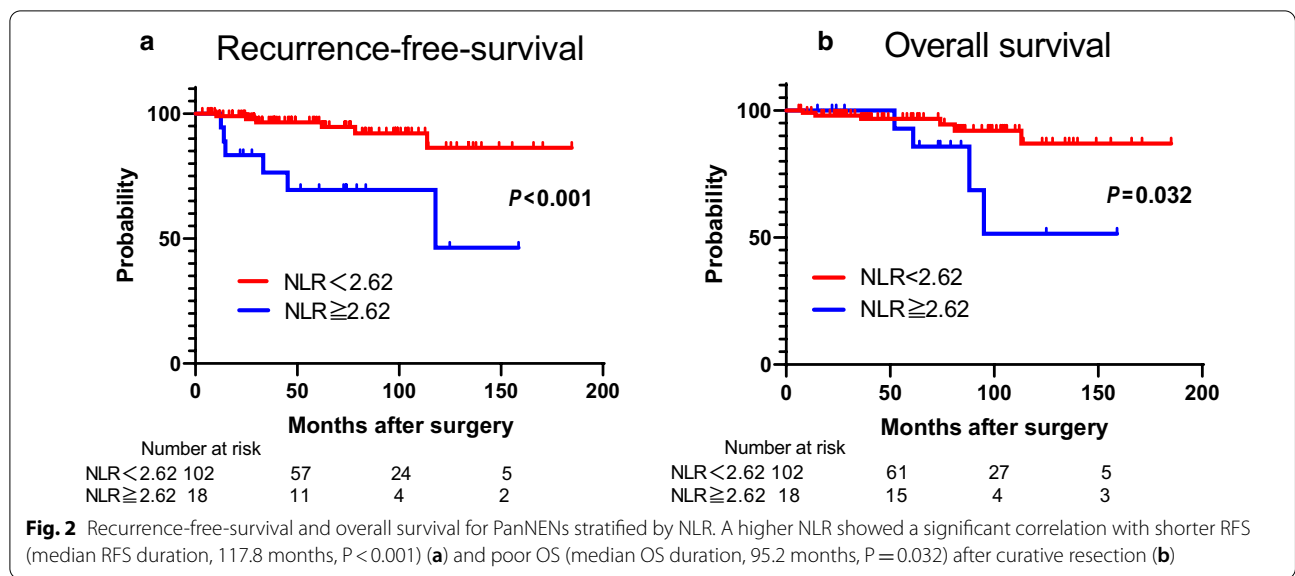 a Recurrence-free-survival
100
50
0
Probability
P<0.001
NLR＜2.62
NLR≧2.62
0 50 100 150 200
Months after surgery
Number at risk
NLR＜2.62 102 57 24 5
NLR≧2.62 18 11 4 2
b Overall survival
100
50
0
Probability
P=0.032
NLR<2.62
NLR≧2.62
0 50 100 150 200
Months after surgery
Number at risk
NLR＜2.62 102 61 27 5
NLR≧2.62 18 15 4 3
Fig. 2 Recurrence-free-survival and overall survival for PanNENs stratified by NLR. A higher NLR showed a significant correlation with shorter RFS
(median RFS duration, 117.8 months, P < 0.001) (a) and poor OS (median OS duration, 95.2 months, P = 0.032) after curative resection (b)